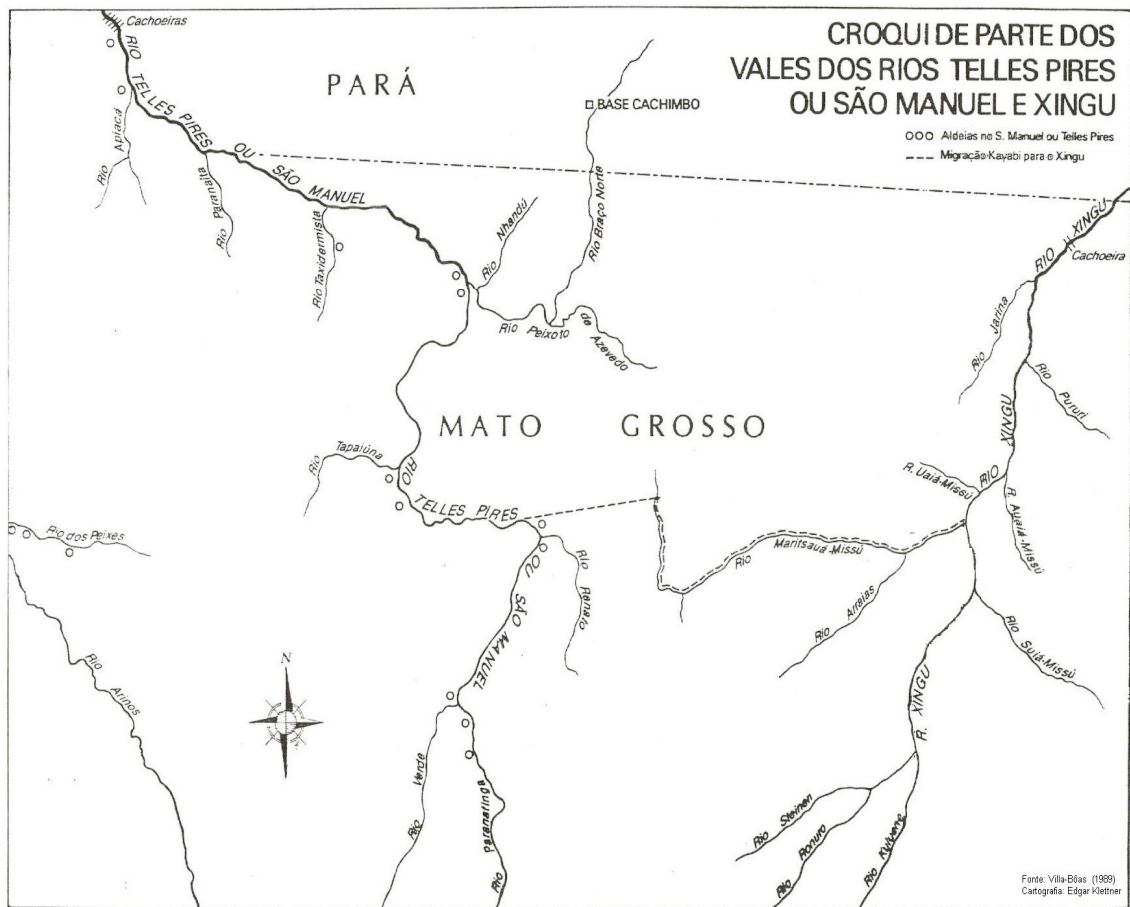 CROQUI DE PARTE DOS
VALES DOS RIOS TELLES PIRES
OU SÃO MANUEL E XINGU
Aldeias no S. Manuel ou Telles Pires
Migração Kayabi para o Xingu
Cachoeiras
PARÁ
BASE CACHIMBO
RIO TELLES PIRES OU SÃO MANUEL
Rio Apiacá
Rio Paranaíta
Rio Taxidermista
Rio Nhandú
Rio Braço Norte
Rio Peixoto de Azevedo
RIO XINGU
Cachoeira
Rio Jarina
Rio Pururi
MATO GROSSO
RIO XINGU
Rio Tapaiúna
RIO TELLES PIRES OU SÃO MANUEL
R. Uaiá-Missú
R. Auaiá-Missú
Rio dos Peixes
Rio Maritsauá-Missú
Rio Renato
Rio Arraias
Rio Suiá-Missú
Rio Arinos
N
R. XINGU
Rio Verde
Rio Paranatinga
Rio Steinen
Rio Ronuro
Rio Kuluene
Fonte: Villa-Bôas (1989)
Cartografia: Edgar Klettner